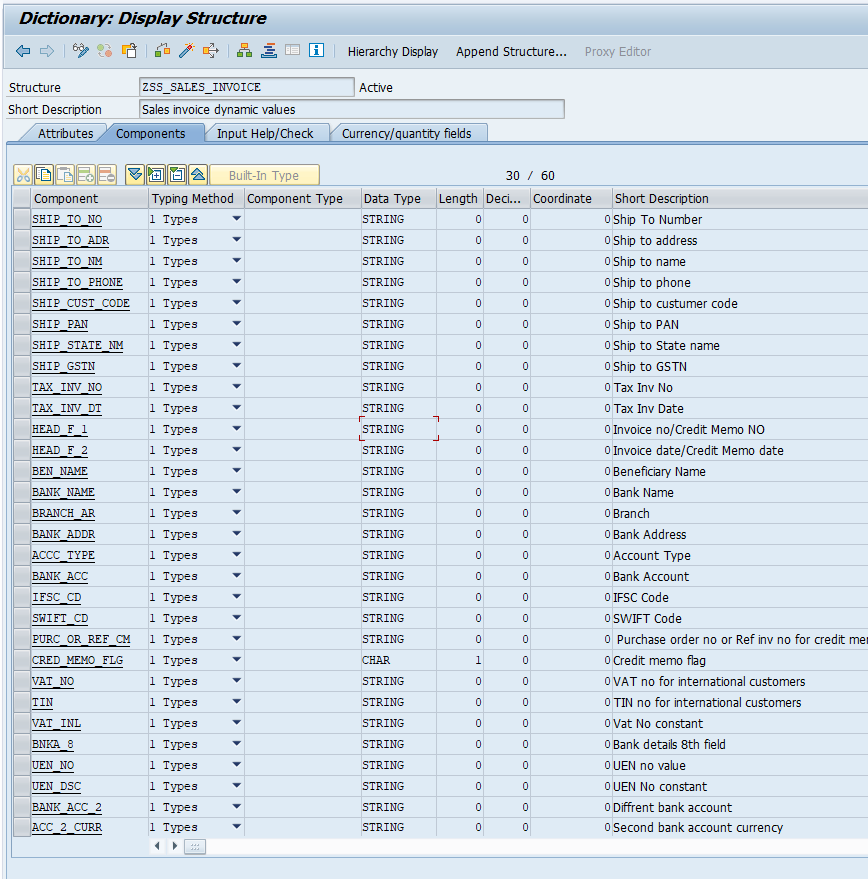 Dictionary: Display Structure
Hierarchy Display Append Structure... Proxy Editor
Structure ZSS_SALES_INVOICE Active
Short Description Sales invoice dynamic values
Attributes Components Input Help/Check Currency/quantity fields
Built-In Type 30 / 60
Component Typing Method Component Type Data Type Length Deci... Coordinate Short Description
SHIP_TO_NO 1 Types STRING 0 0 0 Ship To Number
SHIP_TO_ADR 1 Types STRING 0 0 0 Ship to address
SHIP_TO_NM 1 Types STRING 0 0 0 Ship to name
SHIP_TO_PHONE 1 Types STRING 0 0 0 Ship to phone
SHIP_CUST_CODE 1 Types STRING 0 0 0 Ship to custumer code
SHIP_PAN 1 Types STRING 0 0 0 Ship to PAN
SHIP_STATE_NM 1 Types STRING 0 0 0 Ship to State name
SHIP_GSTN 1 Types STRING 0 0 0 Ship to GSTN
TAX_INV_NO 1 Types STRING 0 0 0 Tax Inv No
TAX_INV_DT 1 Types STRING 0 0 0 Tax Inv Date
HEAD_F_1 1 Types STRING 0 0 0 Invoice no/Credit Memo NO
HEAD_F_2 1 Types STRING 0 0 0 Invoice date/Credit Memo date
BEN_NAME 1 Types STRING 0 0 0 Beneficiary Name
BANK_NAME 1 Types STRING 0 0 0 Bank Name
BRANCH_AR 1 Types STRING 0 0 0 Branch
BANK_ADDR 1 Types STRING 0 0 0 Bank Address
ACCC_TYPE 1 Types STRING 0 0 0 Account Type
BANK_ACC 1 Types STRING 0 0 0 Bank Account
IFSC_CD 1 Types STRING 0 0 0 IFSC Code
SWIFT_CD 1 Types STRING 0 0 0 SWIFT Code
PURC_OR_REF_CM 1 Types STRING 0 0 0 Purchase order no or Ref inv no for credit me
CRED_MEMO_FLG 1 Types CHAR 1 0 0 Credit memo flag
VAT_NO 1 Types STRING 0 0 0 VAT no for international customers
TIN 1 Types STRING 0 0 0 TIN no for international customers
VAT_INL 1 Types STRING 0 0 0 Vat No constant
BNKA_8 1 Types STRING 0 0 0 Bank details 8th field
UEN_NO 1 Types STRING 0 0 0 UEN no value
UEN_DSC 1 Types STRING 0 0 0 UEN No constant
BANK_ACC_2 1 Types STRING 0 0 0 Diffrent bank account
ACC_2_CURR 1 Types STRING 0 0 0 Second bank account currency